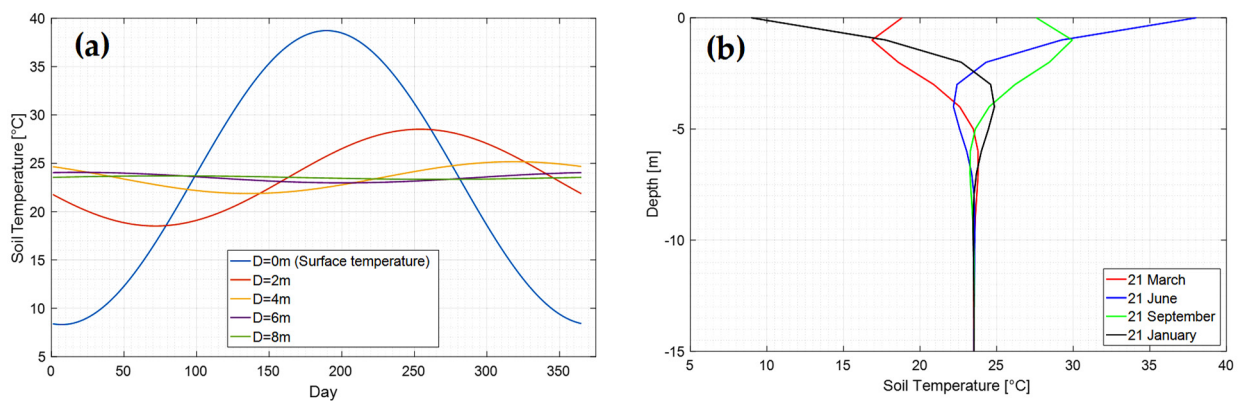 (a)
40
35
30
25
20
15
10
5
Soil Temperature [°C]
0
50
100
150
200
250
300
350
Day
D=0m (Surface temperature)
D=2m
D=4m
D=6m
D=8m
(b)
0
-5
-10
-15
Depth [m]
5
10
15
20
25
30
35
40
Soil Temperature [°C]
21 March
21 June
21 September
21 January